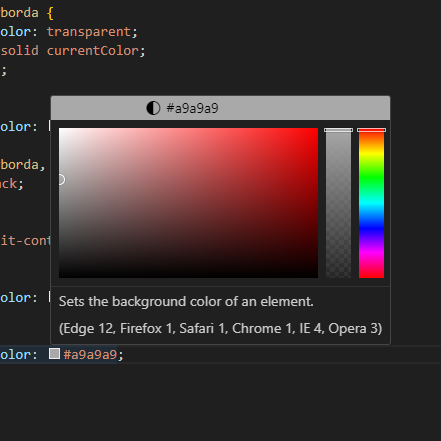 borda {
olor: transparent;
solid currentColor;
;
#a9a9a9
olor:
borda,
ck;
it-cont
olor:
Sets the background color of an element.
(Edge 12, Firefox 1, Safari 1, Chrome 1, IE 4, Opera 3)
olor: #a9a9a9;